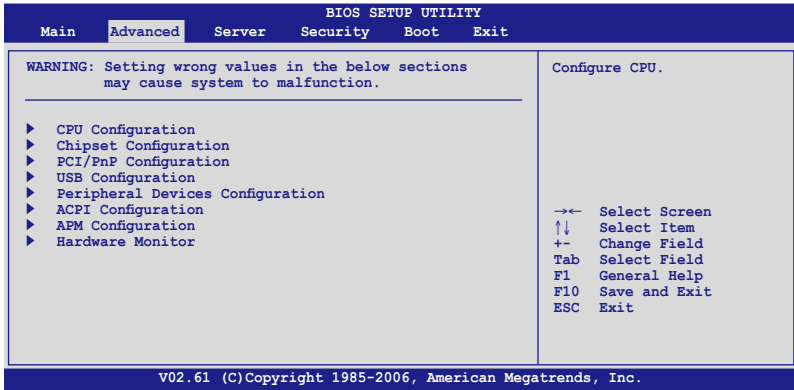 BIOS SETUP UTILITY
Main Advanced Server Security Boot Exit
WARNING: Setting wrong values in the below sections
may cause system to malfunction.
CPU Configuration
Chipset Configuration
PCI/PnP Configuration
USB Configuration
Peripheral Devices Configuration
ACPI Configuration
APM Configuration
Hardware Monitor
Configure CPU.
→← Select Screen
↑↓ Select Item
+- Change Field
Tab Select Field
F1 General Help
F10 Save and Exit
ESC Exit
V02.61 (C)Copyright 1985-2006, American Megatrends, Inc.